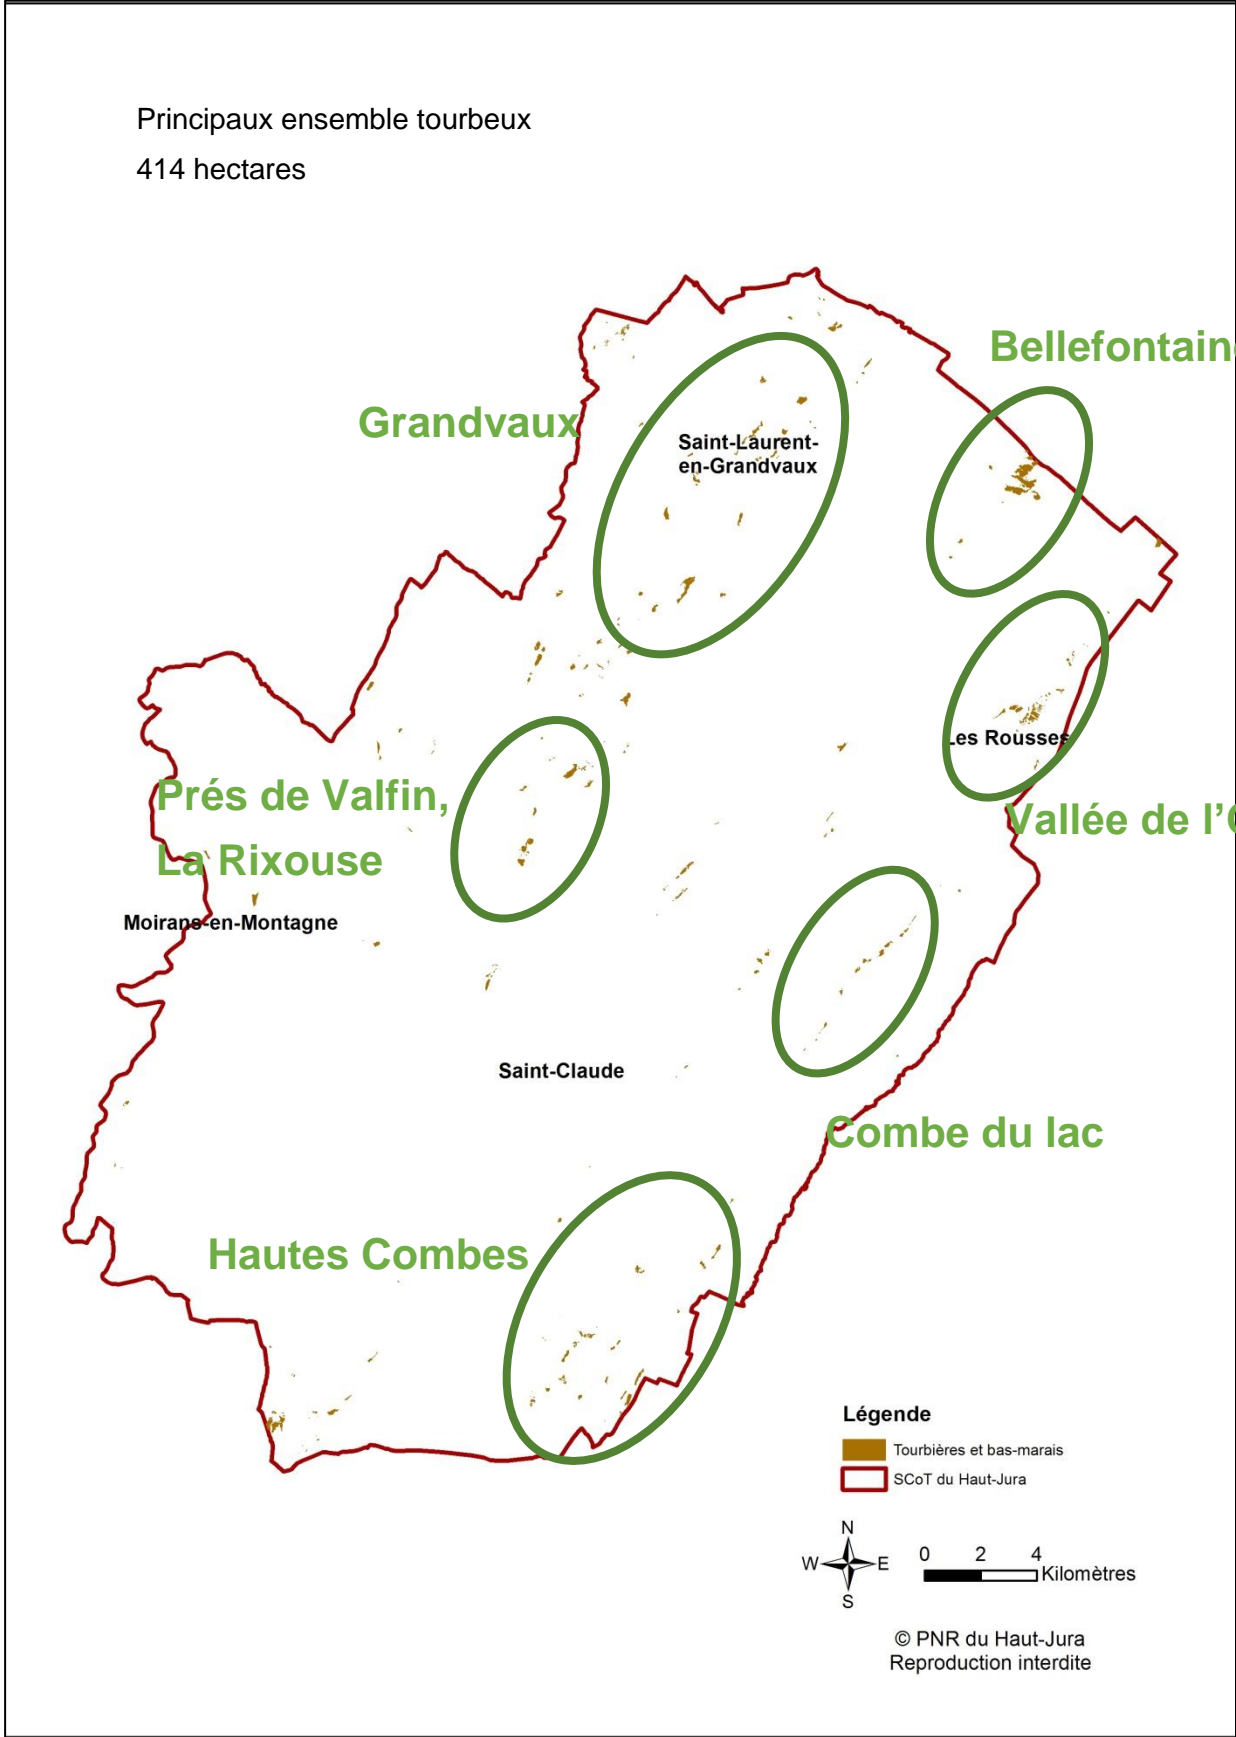 Principaux ensemble tourbeux
414 hectares
Bellefontaine
Grandvaux
Saint-Laurent-
en-Grandvaux
Les Rousses
Prés de Valfin,
La Rixouse
Vallée de l’
Moirans-en-Montagne
Saint-Claude
Combe du lac
Hautes Combes
Légende
Tourbières et bas-marais
SCoT du Haut-Jura
N
W E
S
0 2 4
Kilomètres
© PNR du Haut-Jura
Reproduction interdite